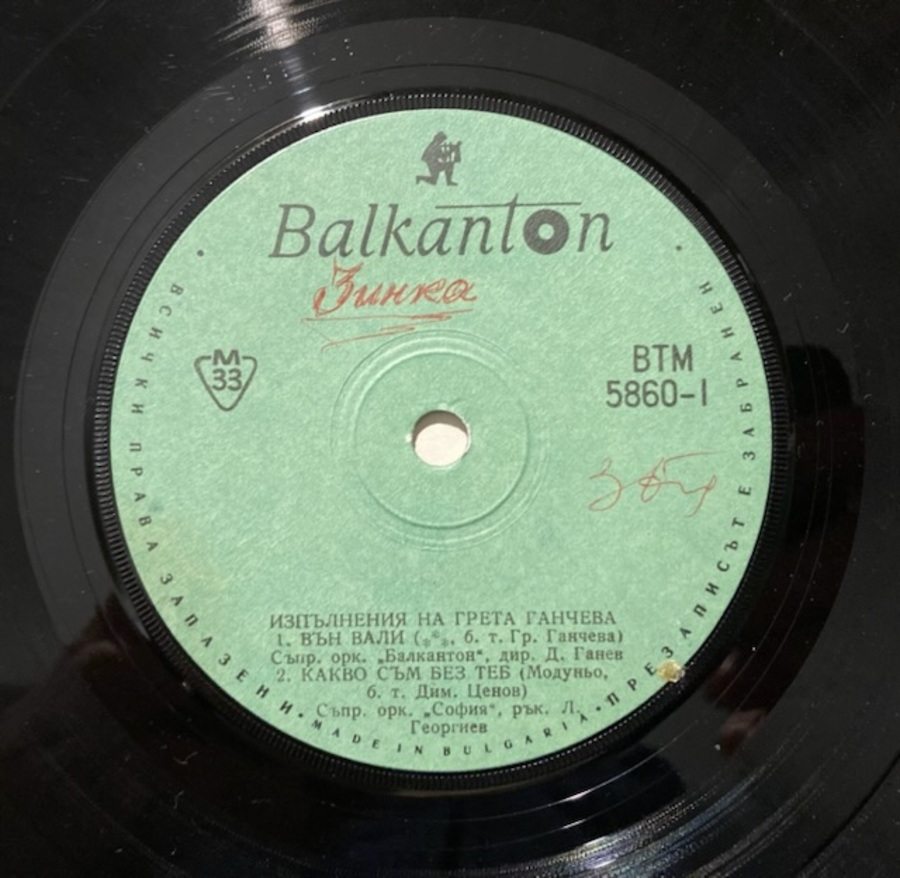 Balkanton
Зинка
М
33
ВТМ
5860-I
ИЗПЪЛНЕНИЯ НА ГРЕТА ГАНЧЕВА
1. ВЪН ВАЛИ (⁎*⁎, б. т. Гр. Ганчева)
Съпр. орк. „Балкантон“, дир. Д. Ганев
2. КАКВО СЪМ БЕЗ ТЕБ (Модуньо,
б. т. Дим. Ценов)
Съпр. орк. „София“, рък. Л.
Георгиев
• ВСИЧКИ ПРАВА ЗАПАЗЕНИ • MADE IN BULGARIA • ПРЕЗАПИСЪТ Е ЗАБРАНЕН •